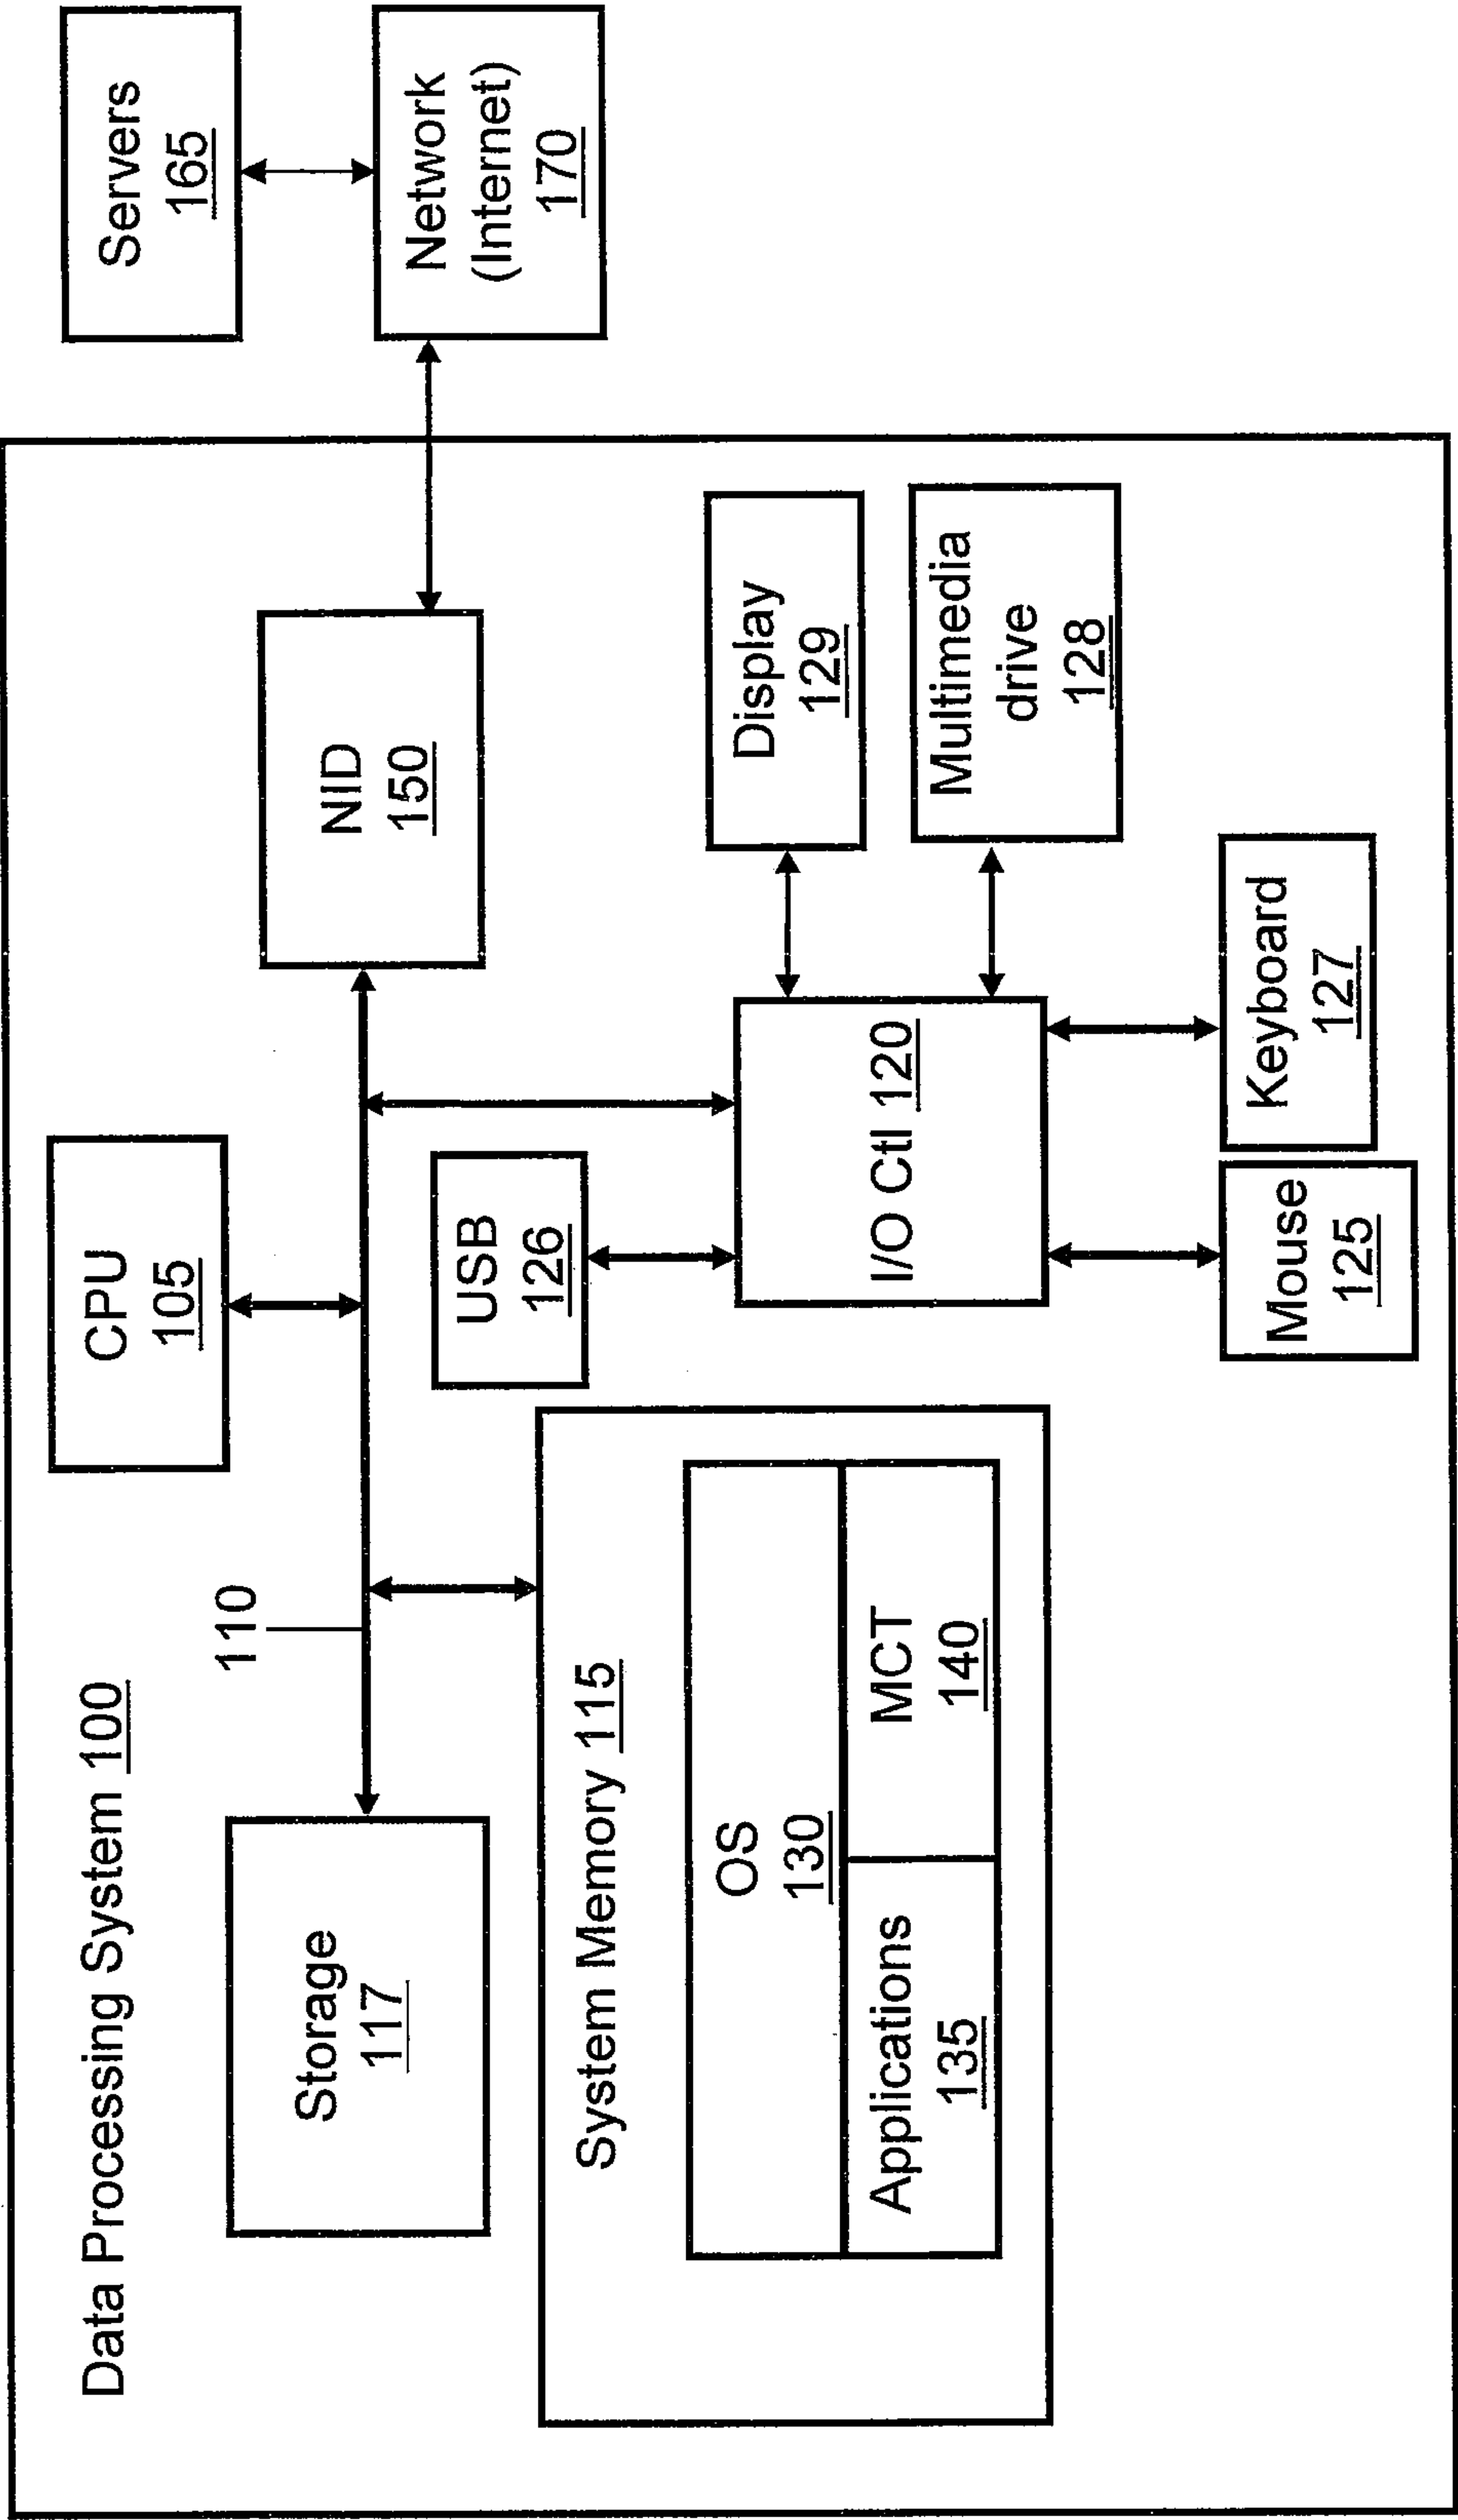 Data Processing System 100
CPU
105
Servers
165
110
Storage
117
NID
150
Network
(Internet)
170
USB
126
System Memory 115
OS
130
Applications
135
MCT
140
I/O Ctl 120
Display
129
Multimedia
drive
128
Mouse
125
Keyboard
127